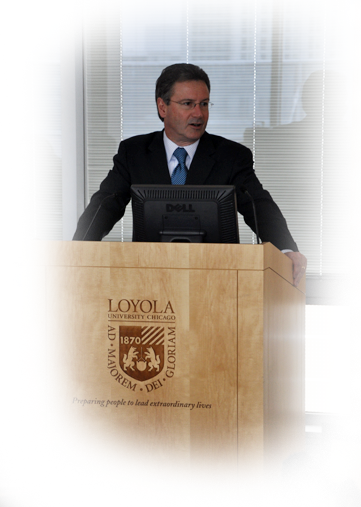 DELL
LOYOLA
UNIVERSITY CHICAGO
1870
AD • MAJOREM • DEI • GLORIAM
Preparing people to lead extraordinary lives